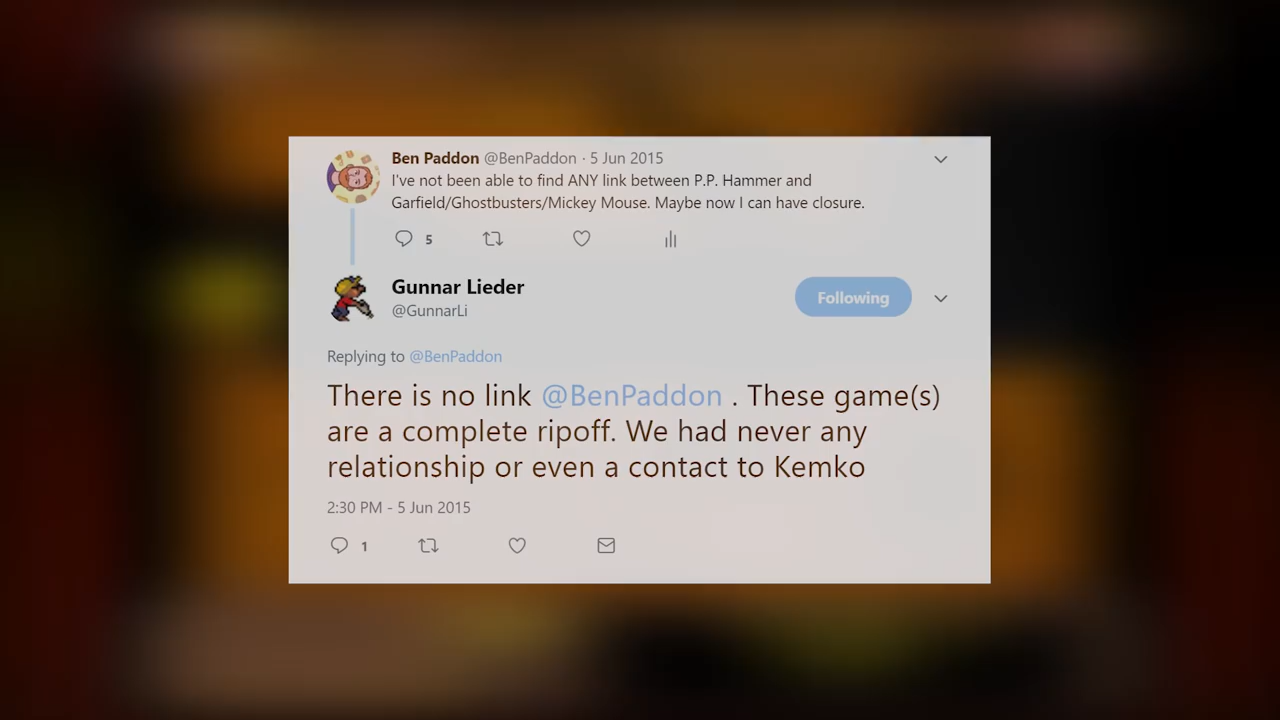 Ben Paddon @BenPaddon · 5 Jun 2015
I've not been able to find ANY link between P.P. Hammer and
Garfield/Ghostbusters/Mickey Mouse. Maybe now I can have closure.
5
Gunnar Lieder
Following
@GunnarLi
Replying to @BenPaddon
There is no link @BenPaddon . These game(s)
are a complete ripoff. We had never any
relationship or even a contact to Kemko
2:30 PM - 5 Jun 2015
1